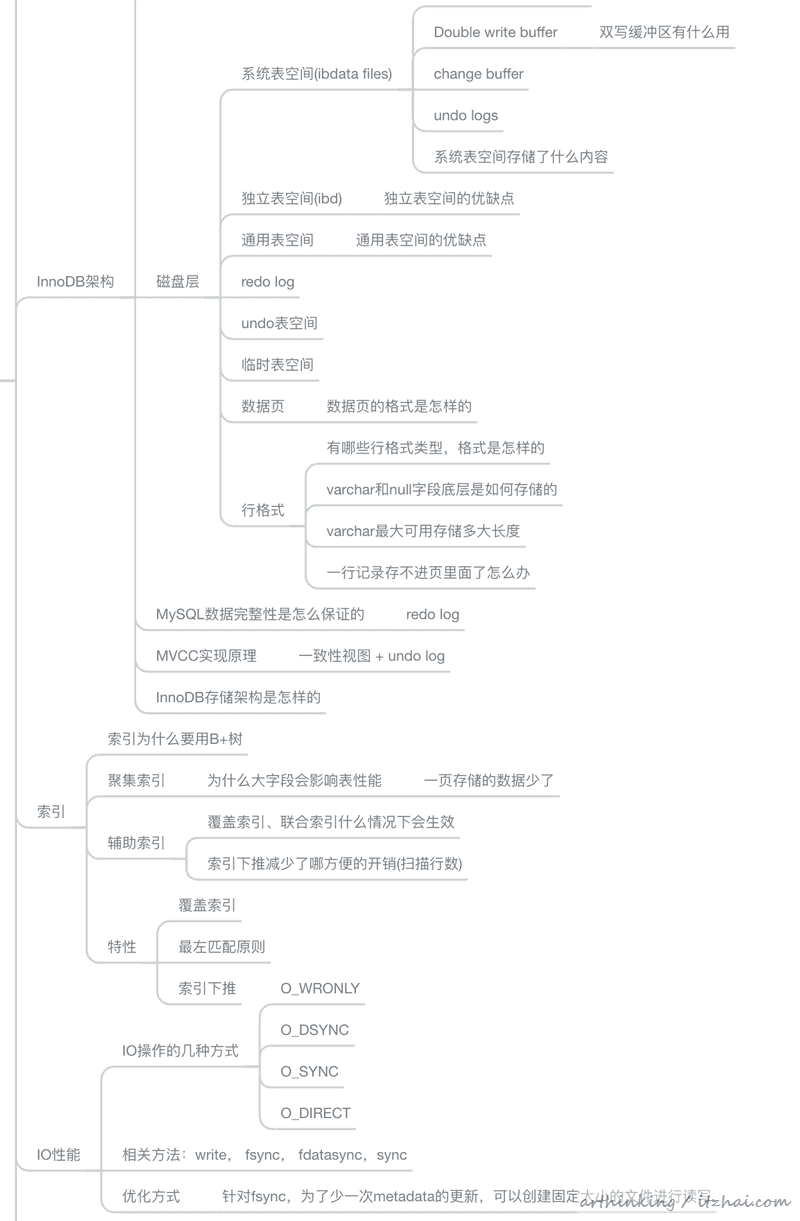 Double write buffer 双写缓冲区有什么用
系统表空间(ibdata files)
change buffer
undo logs
系统表空间存储了什么内容
独立表空间(ibd) 独立表空间的优缺点
通用表空间 通用表空间的优缺点
InnoDB架构 磁盘层 redo log
undo表空间
临时表空间
数据页 数据页的格式是怎样的
行格式
有哪些行格式类型，格式是怎样的
varchar和null字段底层是如何存储的
varchar最大可用存储多大长度
一行记录存不进页里面了怎么办
MySQL数据完整性是怎么保证的 redo log
MVCC实现原理 一致性视图 + undo log
InnoDB存储架构是怎样的
索引
索引为什么要用B+树
聚集索引 为什么大字段会影响表性能 一页存储的数据少了
辅助索引
覆盖索引、联合索引什么情况下会生效
索引下推减少了哪方便的开销(扫描行数)
特性
覆盖索引
最左匹配原则
索引下推
IO性能
IO操作的几种方式
O_WRONLY
O_DSYNC
O_SYNC
O_DIRECT
相关方法：write， fsync， fdatasync，sync
优化方式 针对fsync，为了少一次metadata的更新，可以创建固定大小的文件进行读写
arthinking / itzhai.com